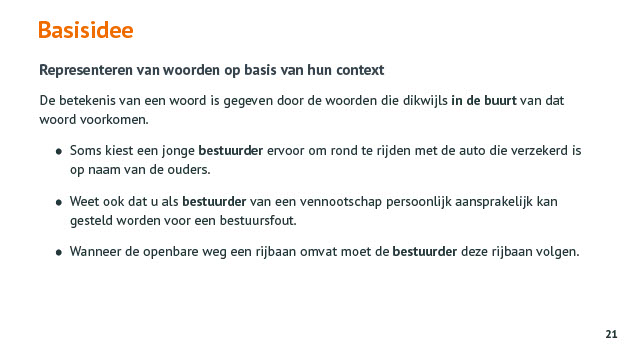 Basisidee
Representeren van woorden op basis van hun context
De betekenis van een woord is gegeven door de woorden die dikwijls in de buurt van dat
woord voorkomen.
● Soms kiest een jonge bestuurder ervoor om rond te rijden met de auto die verzekerd is
op naam van de ouders.
● Weet ook dat u als bestuurder van een vennootschap persoonlijk aansprakelijk kan
gesteld worden voor een bestuursfout.
● Wanneer de openbare weg een rijbaan omvat moet de bestuurder deze rijbaan volgen.
21